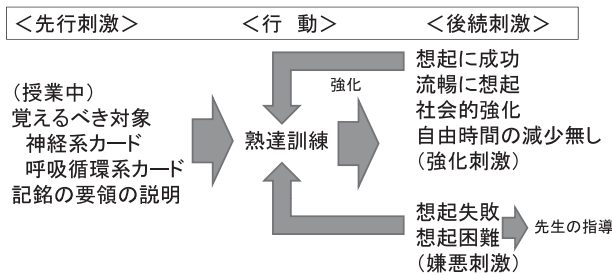 ＜先行刺激＞ ＜行　動＞ ＜後続刺激＞
（授業中）
覚えるべき対象
神経系カード
呼吸循環系カード
記銘の要領の説明
熟達訓練
強化
想起に成功
流暢に想起
社会的強化
自由時間の減少無し
（強化刺激）
想起失敗
想起困難
（嫌悪刺激）
先生の指導